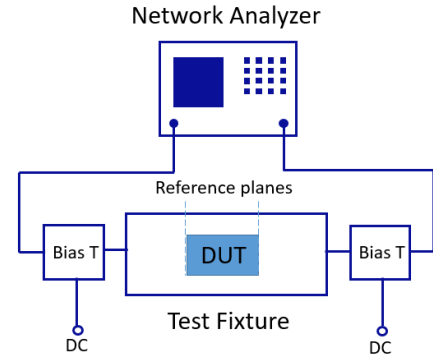 Network Analyzer
Reference planes
Bias T
DUT
Bias T
Test Fixture
DC
DC